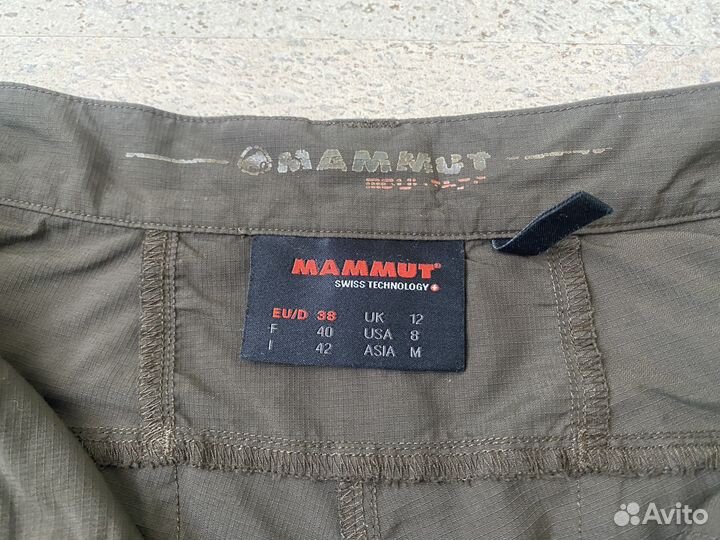 MAMMUT
MAMMUT®
SWISS TECHNOLOGY
EU/D 38 UK 12
F 40 USA 8
I 42 ASIA M
Avito